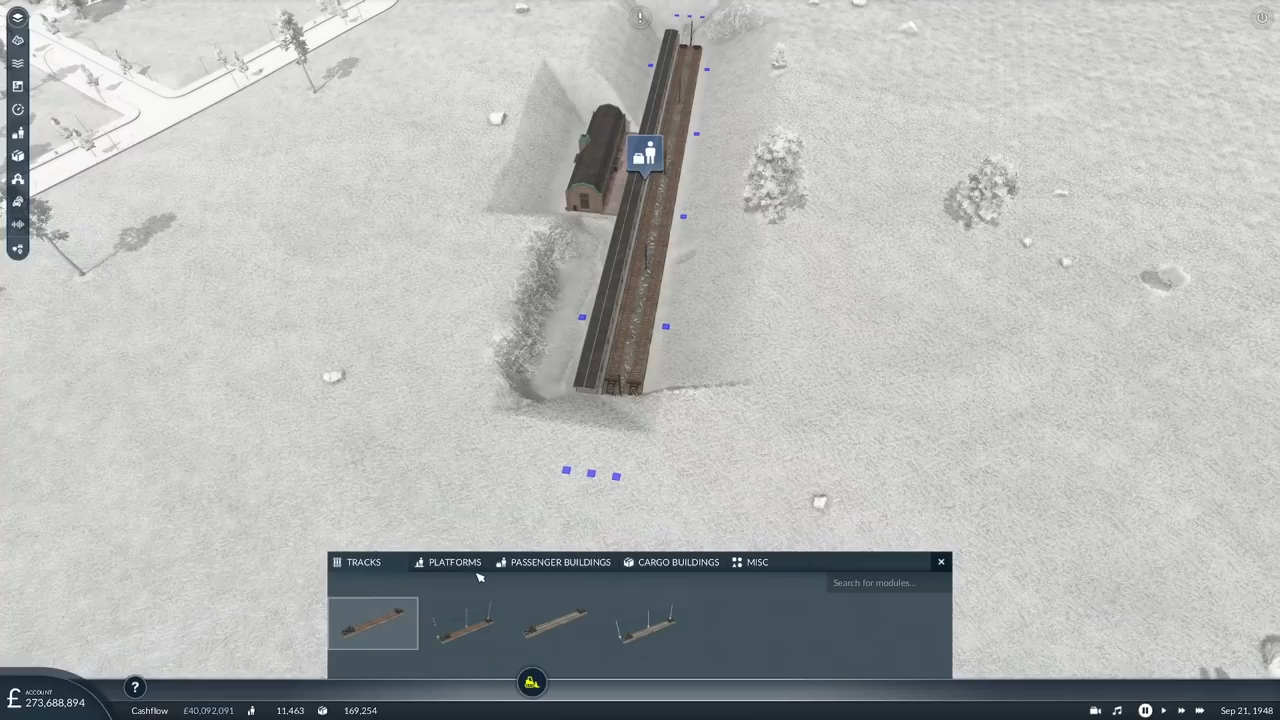 TRACKS PLATFORMS PASSENGER BUILDINGS CARGO BUILDINGS MISC
Search for modules...
ACCOUNT
£ 273,688,894
? Cashflow £40,092,091 11,463 169,254 Sep 21, 1948